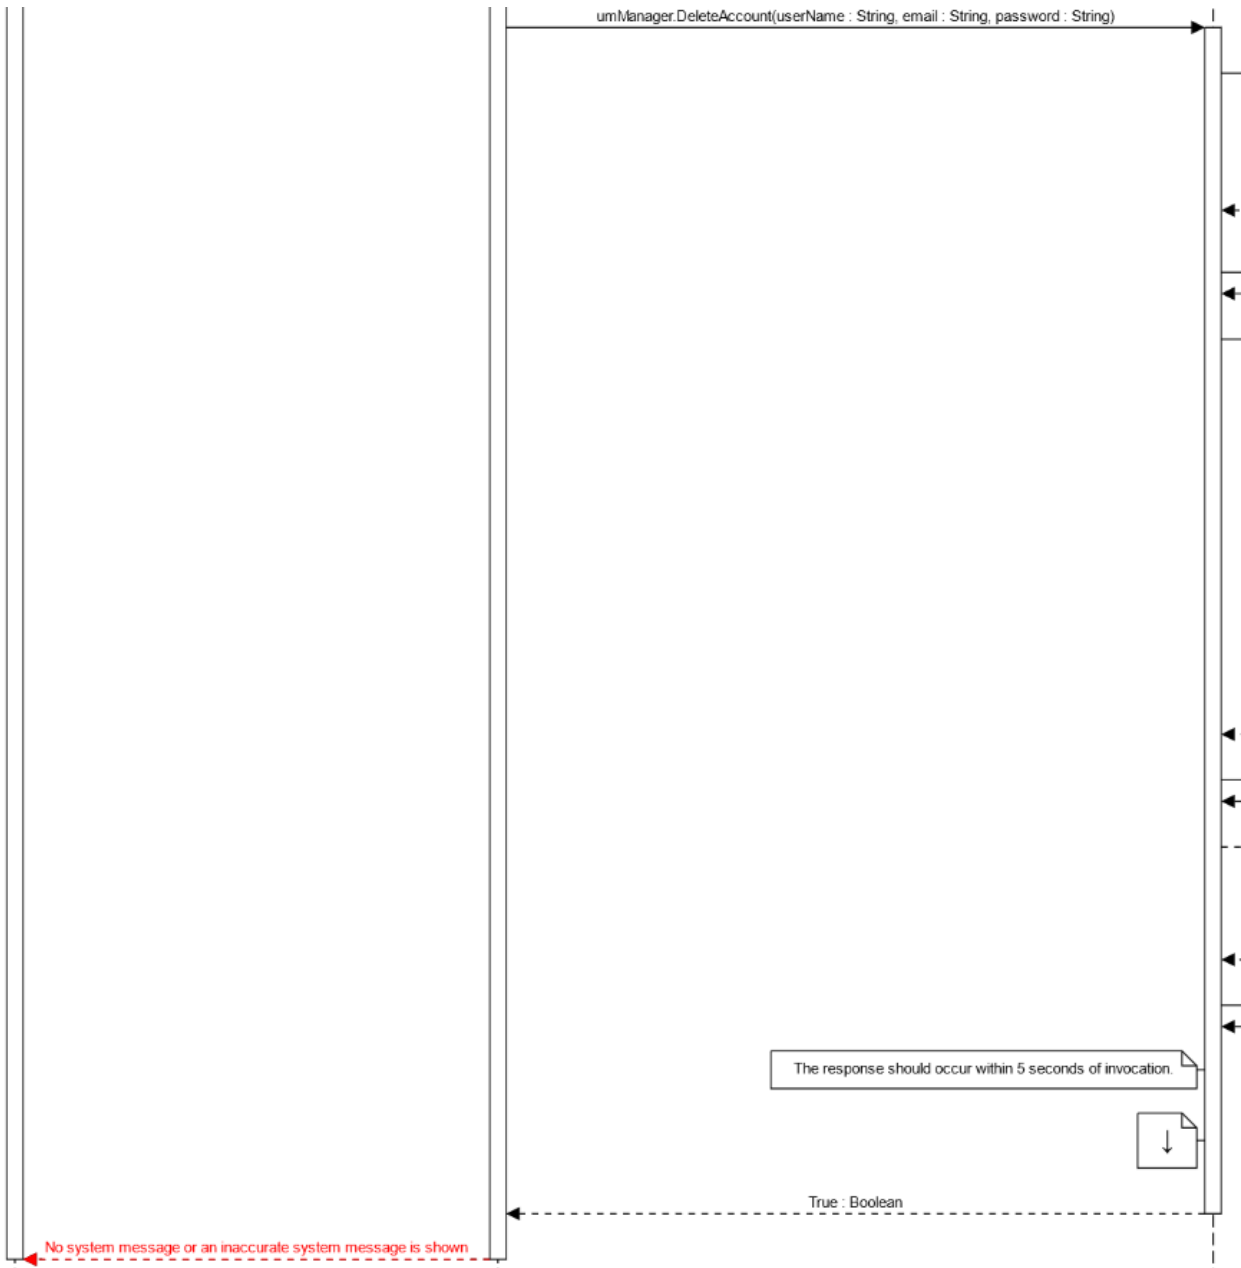 umManager.DeleteAccount(userName : String, email : String, password : String)
The response should occur within 5 seconds of invocation.
↓
True : Boolean
No system message or an inaccurate system message is shown